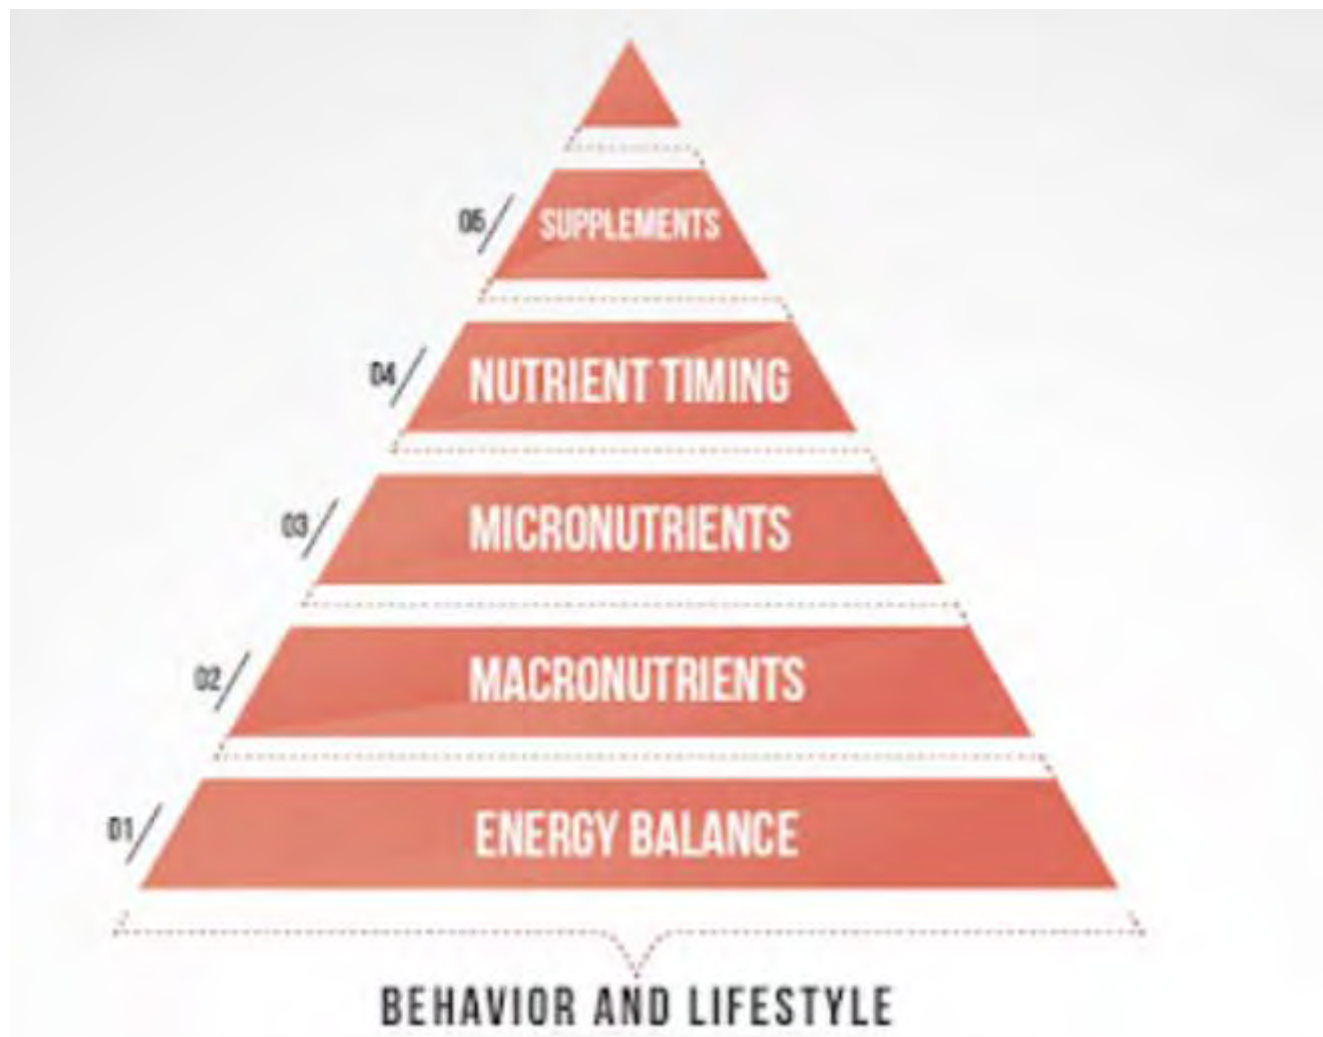 05
SUPPLEMENTS
04
NUTRIENT TIMING
03
MICRONUTRIENTS
02
MACRONUTRIENTS
01
ENERGY BALANCE
BEHAVIOR AND LIFESTYLE